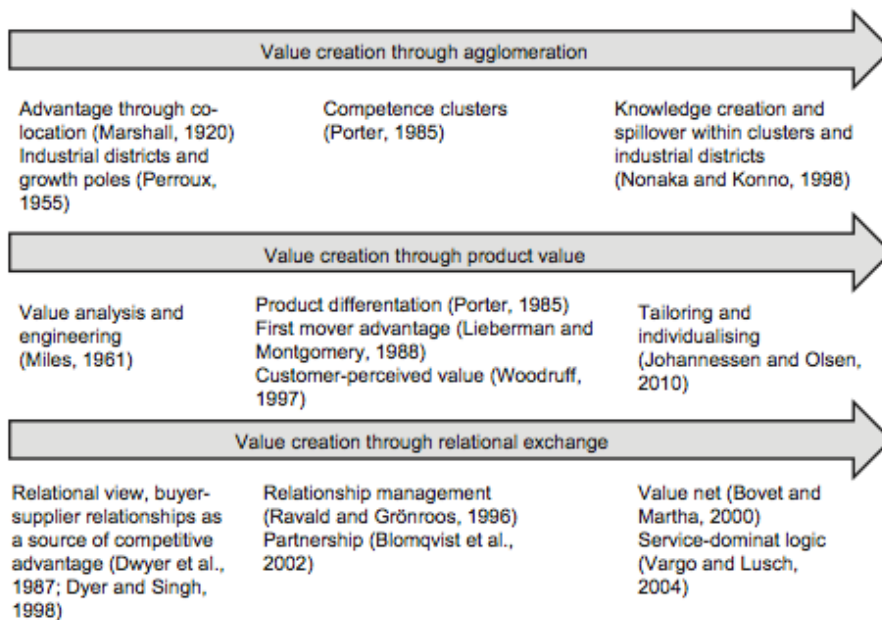 Value creation through agglomeration
Advantage through co-
location (Marshall, 1920)
Industrial districts and
growth poles (Perroux,
1955)
Competence clusters
(Porter, 1985)
Knowledge creation and
spillover within clusters and
industrial districts
(Nonaka and Konno, 1998)
Value creation through product value
Value analysis and
engineering
(Miles, 1961)
Product differentation (Porter, 1985)
First mover advantage (Lieberman and
Montgomery, 1988)
Customer-perceived value (Woodruff,
1997)
Tailoring and
individualising
(Johannessen and Olsen,
2010)
Value creation through relational exchange
Relational view, buyer-
supplier relationships as
a source of competitive
advantage (Dwyer et al.,
1987; Dyer and Singh,
1998)
Relationship management
(Ravald and Grönroos, 1996)
Partnership (Blomqvist et al.,
2002)
Value net (Bovet and
Martha, 2000)
Service-dominat logic
(Vargo and Lusch,
2004)